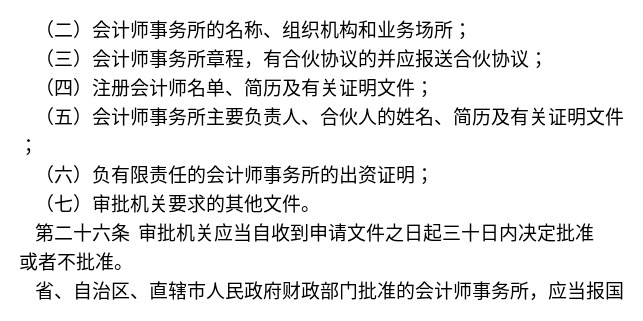 （二）会计师事务所的名称、组织机构和业务场所；
（三）会计师事务所章程，有合伙协议的并应报送合伙协议；
（四）注册会计师名单、简历及有关证明文件；
（五）会计师事务所主要负责人、合伙人的姓名、简历及有关证明文件
；
（六）负有限责任的会计师事务所的出资证明；
（七）审批机关要求的其他文件。
第二十六条 审批机关应当自收到申请文件之日起三十日内决定批准
或者不批准。
省、自治区、直辖市人民政府财政部门批准的会计师事务所，应当报国